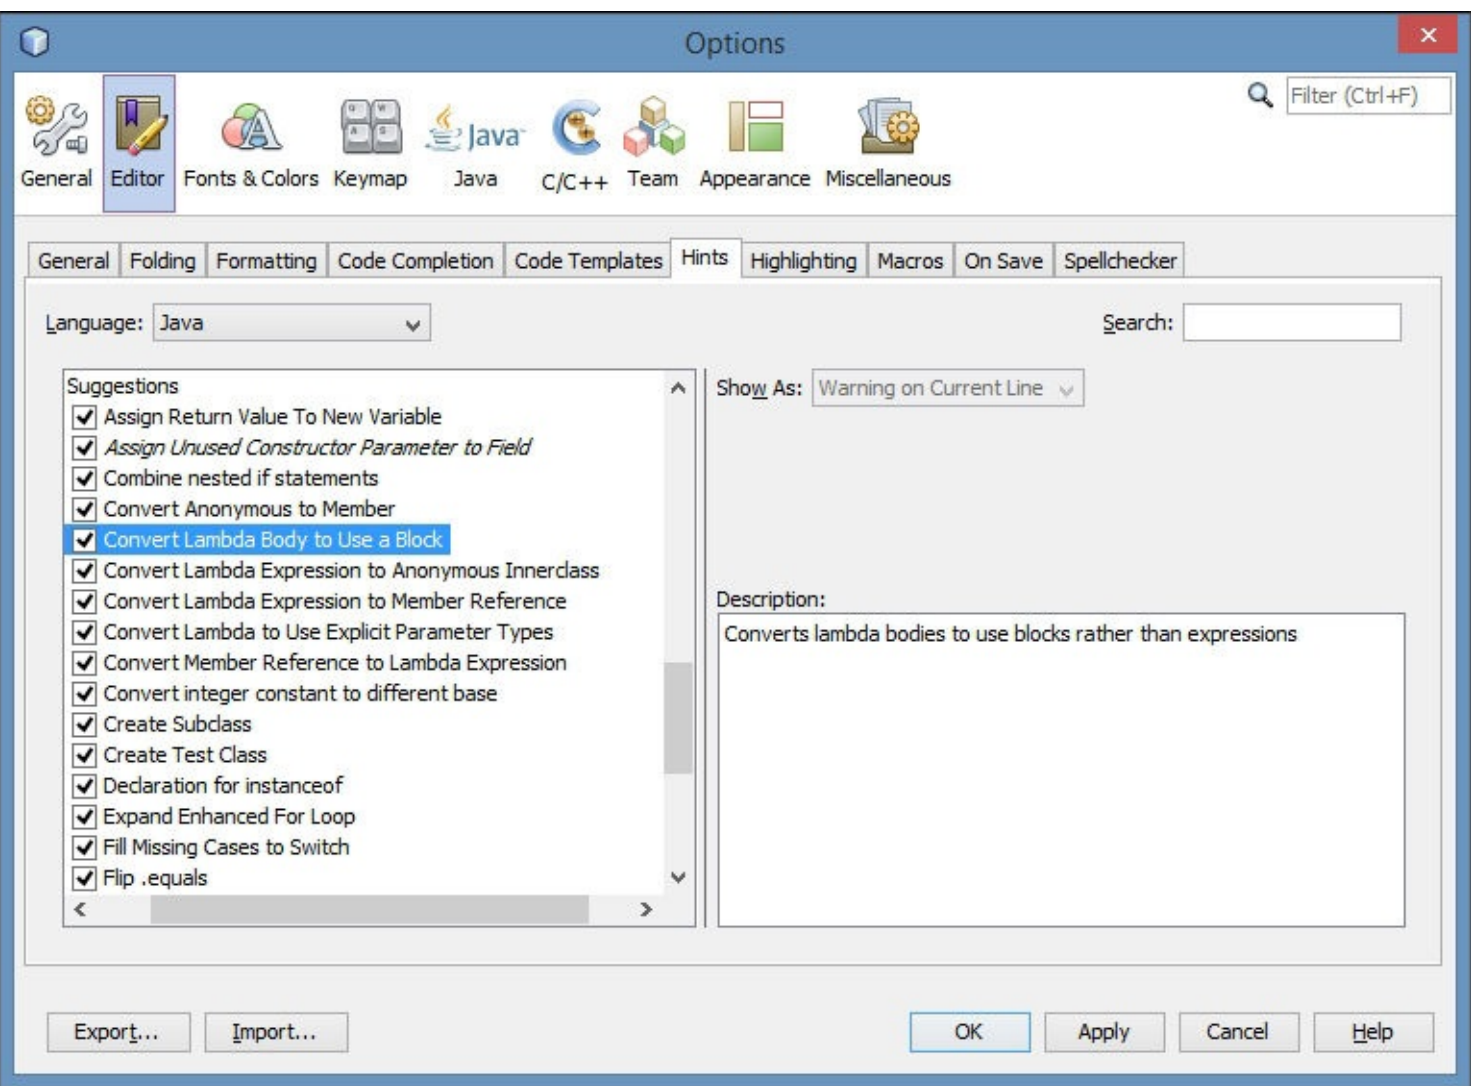 Options
Filter (Ctrl+F)
General Editor Fonts & Colors Keymap Java C/C++ Team Appearance Miscellaneous
General Folding Formatting Code Completion Code Templates Hints Highlighting Macros On Save Spellchecker
Language: Java
Search:
Suggestions
Assign Return Value To New Variable
Assign Unused Constructor Parameter to Field
Combine nested if statements
Convert Anonymous to Member
Convert Lambda Body to Use a Block
Convert Lambda Expression to Anonymous Innerclass
Convert Lambda Expression to Member Reference
Convert Lambda to Use Explicit Parameter Types
Convert Member Reference to Lambda Expression
Convert integer constant to different base
Create Subclass
Create Test Class
Declaration for instanceof
Expand Enhanced For Loop
Fill Missing Cases to Switch
Flip .equals
Show As: Warning on Current Line
Description:
Converts lambda bodies to use blocks rather than expressions
Export... Import... OK Apply Cancel Help